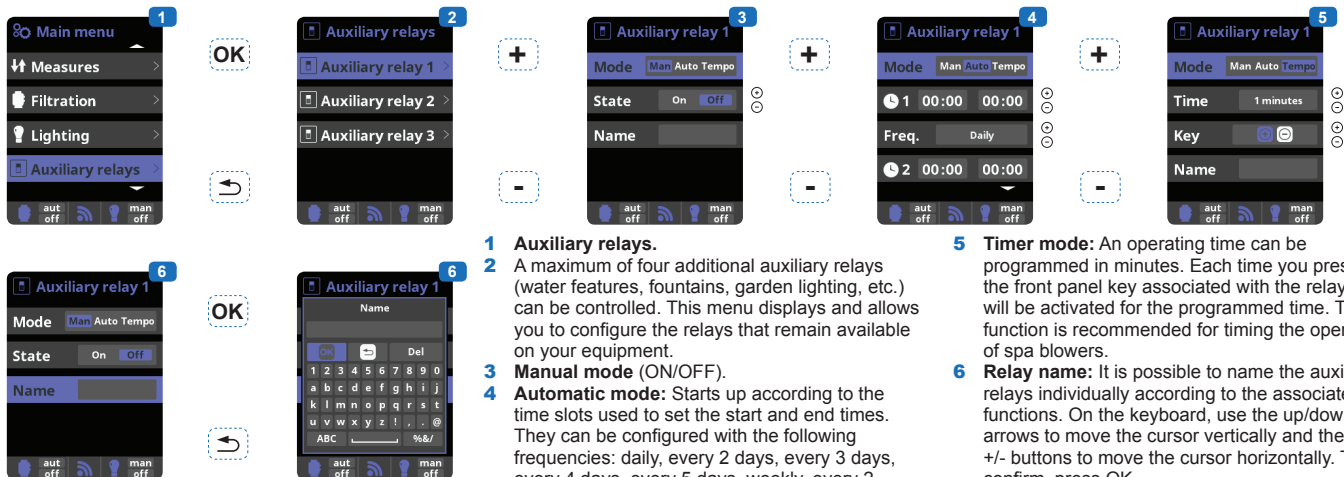 1
Main menu
Measures
Filtration
Lighting
Auxiliary relays
aut off man off
OK
2
Auxiliary relays
Auxiliary relay 1
Auxiliary relay 2
Auxiliary relay 3
aut off man off
+
-
3
Auxiliary relay 1
Mode Man Auto Tempo
State On Off
Name
aut off man off
+
-
4
Auxiliary relay 1
Mode Man Auto Tempo
1 00:00 00:00
Freq. Daily
2 00:00 00:00
aut off man off
+
-
5
Auxiliary relay 1
Mode Man Auto Tempo
Time 1 minutes
Key + -
Name
aut off man off
6
Auxiliary relay 1
Mode Man Auto Tempo
State On Off
Name
aut off man off
OK
6
Auxiliary relay 1
Name
OK Del
1 2 3 4 5 6 7 8 9 0
a b c d e f g h i j
k l m n o p q r s t
u v w x y z ! , . @
ABC %&/
aut off man off
1 Auxiliary relays.
2 A maximum of four additional auxiliary relays
(water features, fountains, garden lighting, etc.)
can be controlled. This menu displays and allows
you to configure the relays that remain available
on your equipment.
3 Manual mode (ON/OFF).
4 Automatic mode: Starts up according to the
time slots used to set the start and end times.
They can be configured with the following
frequencies: daily, every 2 days, every 3 days,
every 4 days, every 5 days, weekly, every 2
5 Timer mode: An operating time can be
programmed in minutes. Each time you
the front panel key associated with the relay
will be activated for the programmed time.
function is recommended for timing the
of spa blowers.
6 Relay name: It is possible to name the
relays individually according to the
functions. On the keyboard, use the up/down
arrows to move the cursor vertically and the
+/- buttons to move the cursor horizontally.
confirm, press OK